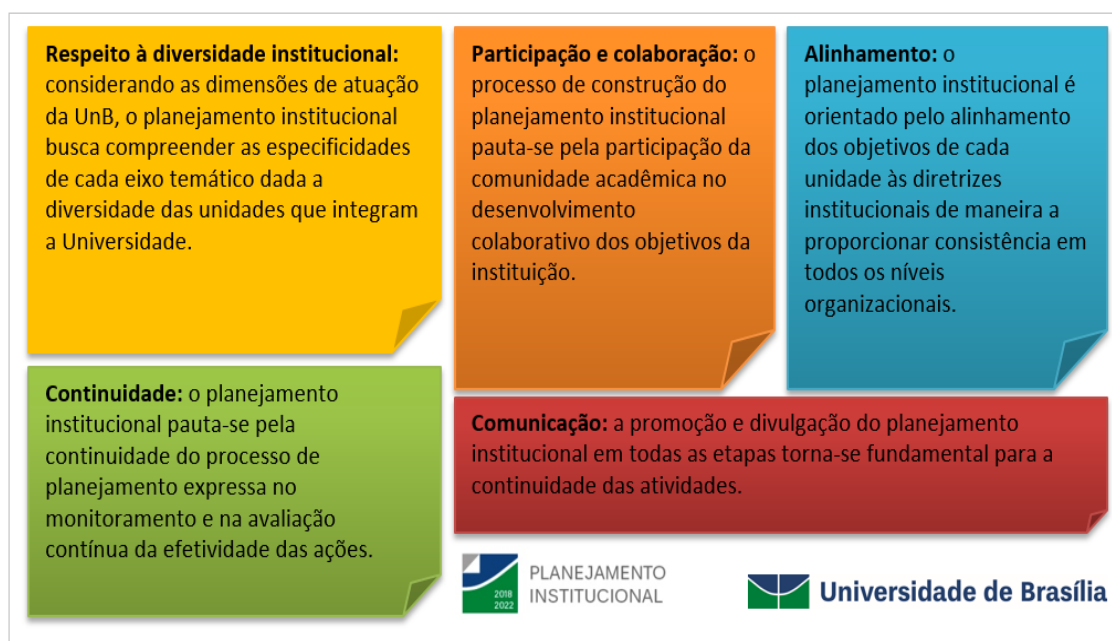 Respeito à diversidade institucional:
considerando as dimensões de atuação
da UnB, o planejamento institucional
busca compreender as especificidades
de cada eixo temático dada a
diversidade das unidades que integram
a Universidade.
Participação e colaboração: o
processo de construção do
planejamento institucional
pauta-se pela participação da
comunidade acadêmica no
desenvolvimento
colaborativo dos objetivos da
instituição.
Alinhamento: o
planejamento institucional é
orientado pelo alinhamento
dos objetivos de cada
unidade às diretrizes
institucionais de maneira a
proporcionar consistência em
todos os níveis
organizacionais.
Continuidade: o planejamento
institucional pauta-se pela
continuidade do processo de
planejamento expressa no
monitoramento e na avaliação
contínua da efetividade das ações.
Comunicação: a promoção e divulgação do planejamento
institucional em todas as etapas torna-se fundamental para a
continuidade das atividades.
2018
2022
PLANEJAMENTO
INSTITUCIONAL
Universidade de Brasília